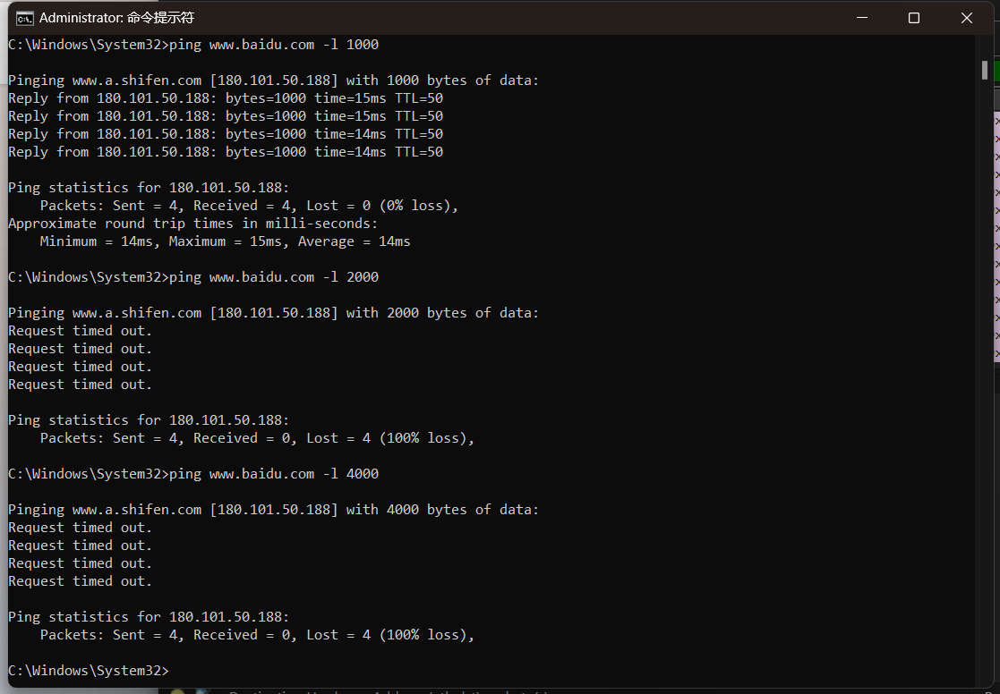 Administrator: 命令提示符
C:\Windows\System32>ping www.baidu.com -l 1000
Pinging www.a.shifen.com [180.101.50.188] with 1000 bytes of data:
Reply from 180.101.50.188: bytes=1000 time=15ms TTL=50
Reply from 180.101.50.188: bytes=1000 time=15ms TTL=50
Reply from 180.101.50.188: bytes=1000 time=14ms TTL=50
Reply from 180.101.50.188: bytes=1000 time=14ms TTL=50
Ping statistics for 180.101.50.188:
    Packets: Sent = 4, Received = 4, Lost = 0 (0% loss),
Approximate round trip times in milli-seconds:
    Minimum = 14ms, Maximum = 15ms, Average = 14ms
C:\Windows\System32>ping www.baidu.com -l 2000
Pinging www.a.shifen.com [180.101.50.188] with 2000 bytes of data:
Request timed out.
Request timed out.
Request timed out.
Request timed out.
Ping statistics for 180.101.50.188:
    Packets: Sent = 4, Received = 0, Lost = 4 (100% loss),
C:\Windows\System32>ping www.baidu.com -l 4000
Pinging www.a.shifen.com [180.101.50.188] with 4000 bytes of data:
Request timed out.
Request timed out.
Request timed out.
Request timed out.
Ping statistics for 180.101.50.188:
    Packets: Sent = 4, Received = 0, Lost = 4 (100% loss),
C:\Windows\System32>